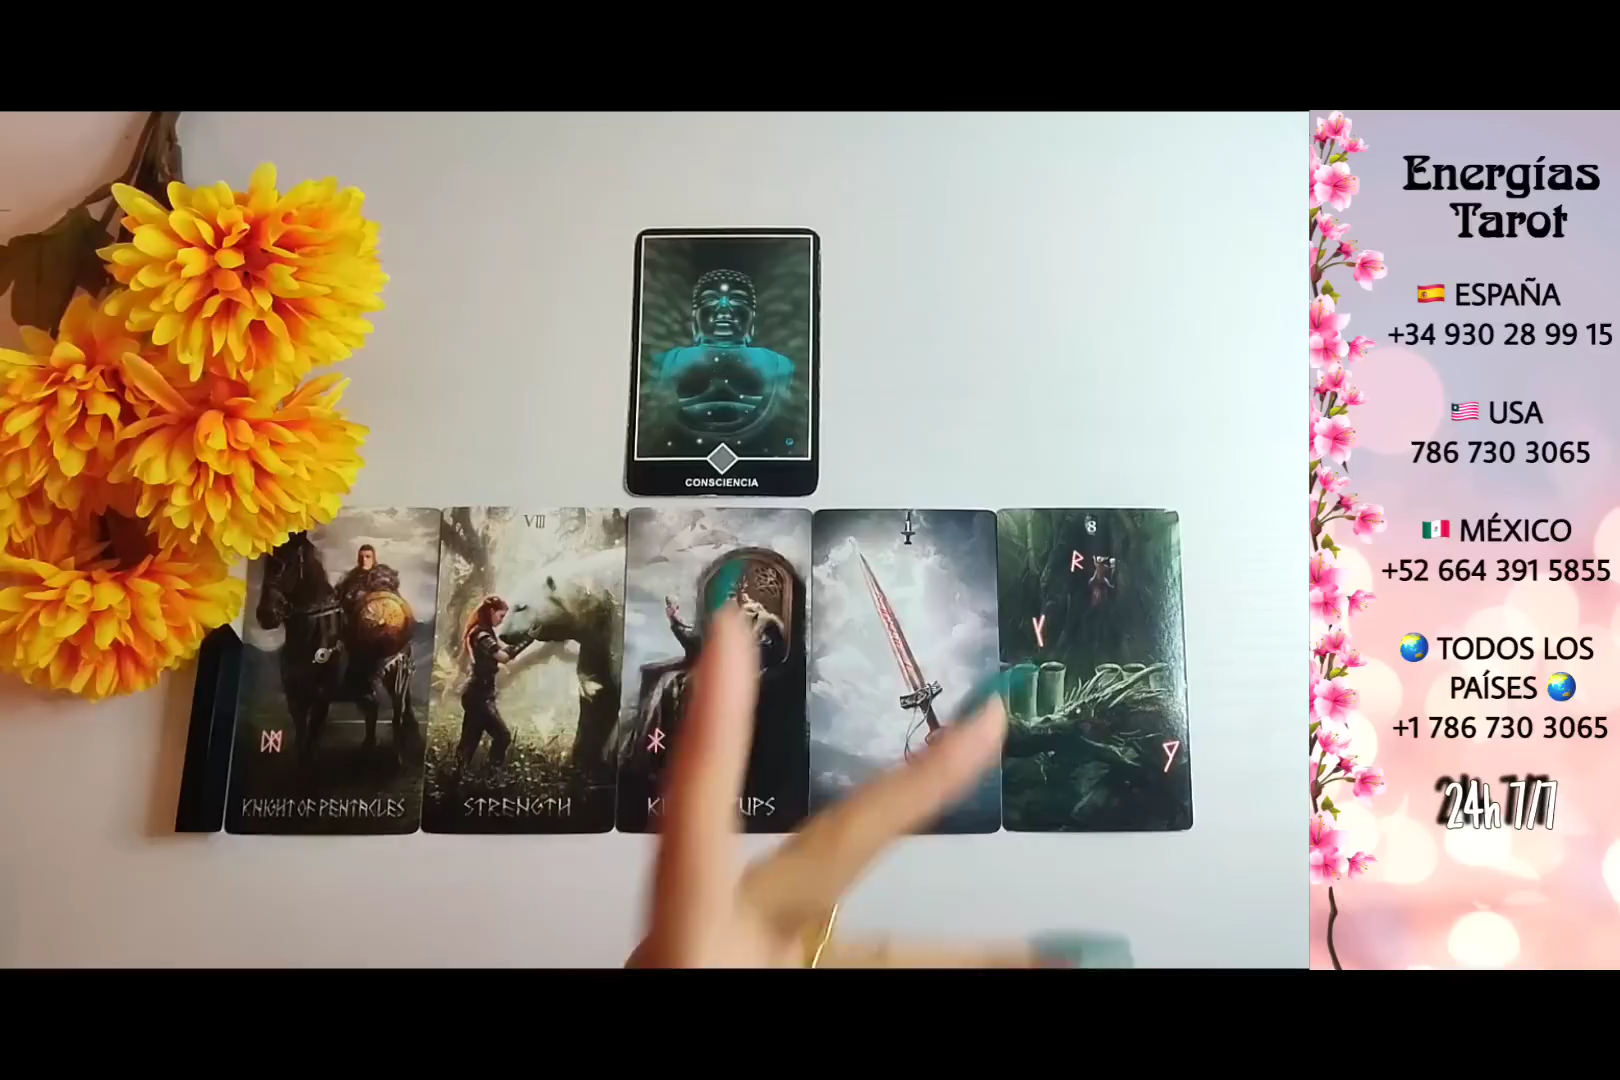 CONSCIENCIA
KNIGHT OF PENTACLES
VIII
STRENGTH
1
8
Energías
Tarot
🇪🇸 ESPAÑA
+34 930 28 99 15
🇱🇷 USA
786 730 3065
🇲🇽 MÉXICO
+52 664 391 5855
🌏 TODOS LOS
PAÍSES 🌏
+1 786 730 3065
24h 7/7